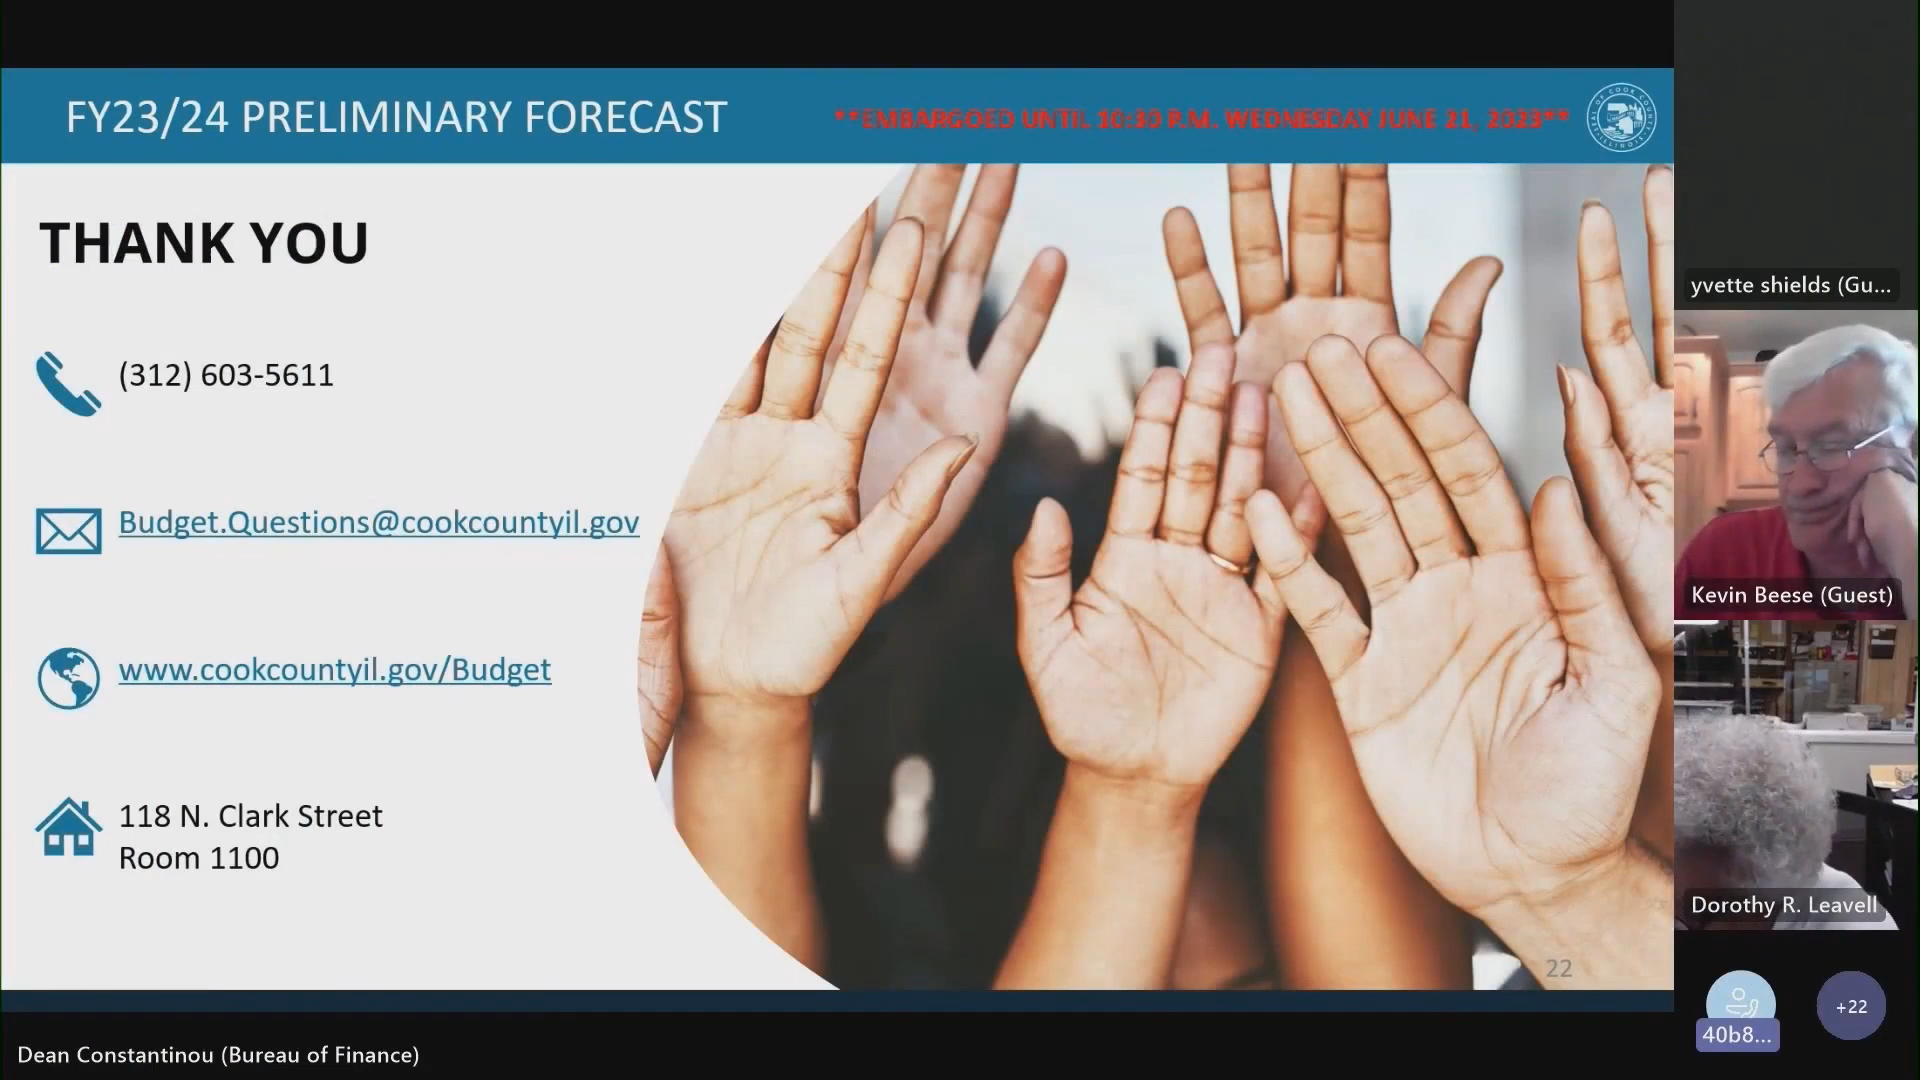 FY23/24 PRELIMINARY FORECAST
**EMBARGOED UNTIL 10:30 P.M. WEDNESDAY JUNE 21, 2023**
THANK YOU
(312) 603-5611
Budget.Questions@cookcountyil.gov
www.cookcountyil.gov/Budget
118 N. Clark Street
Room 1100
22
Dean Constantinou (Bureau of Finance)
yvette shields (Gu...
Kevin Beese (Guest)
Dorothy R. Leavell
40b8...
+22